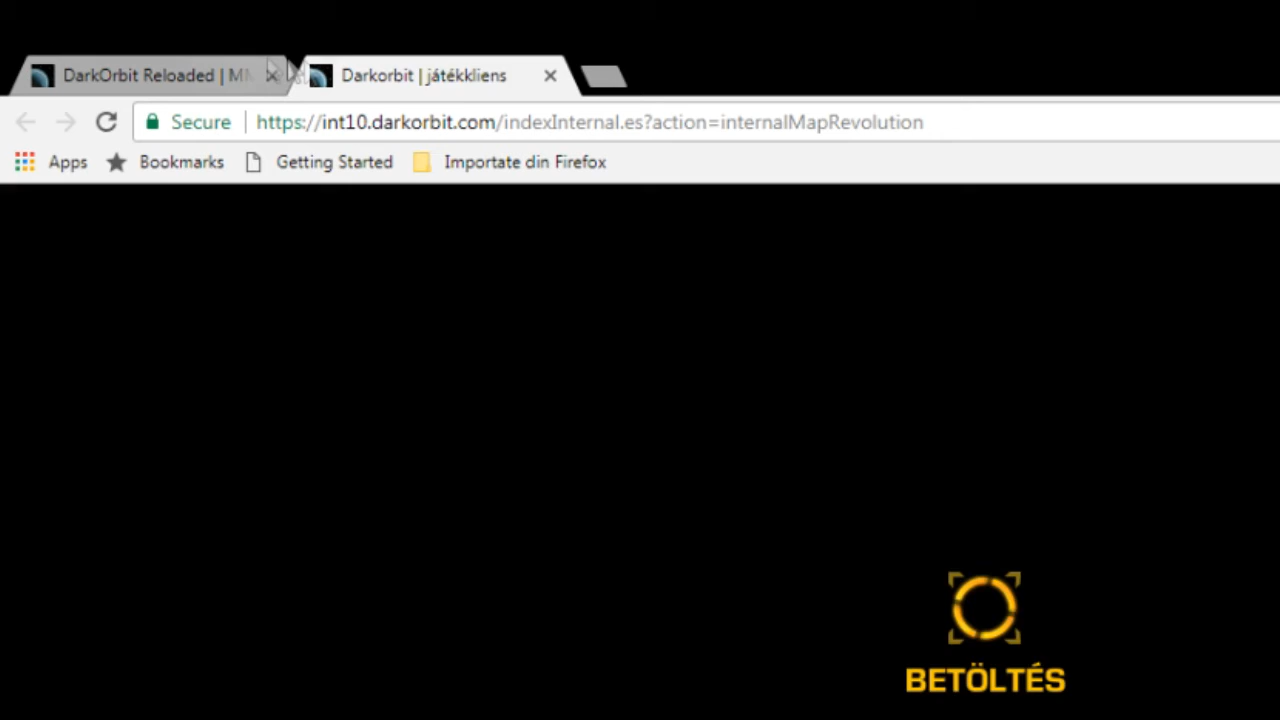 DarkOrbit Reloaded | MM
Darkorbit | játékkliens
Secure
https://int10.darkorbit.com/indexInternal.es?action=internalMapRevolution
Apps
Bookmarks
Getting Started
Importate din Firefox
BETÖLTÉS